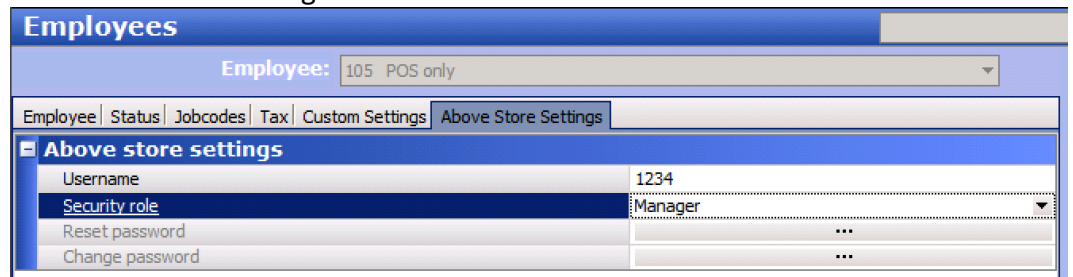 Employees
Employee: 105 POS only
Employee Status Jobcodes Tax Custom Settings Above Store Settings
Above store settings
Username 1234
Security role Manager
Reset password ...
Change password ...